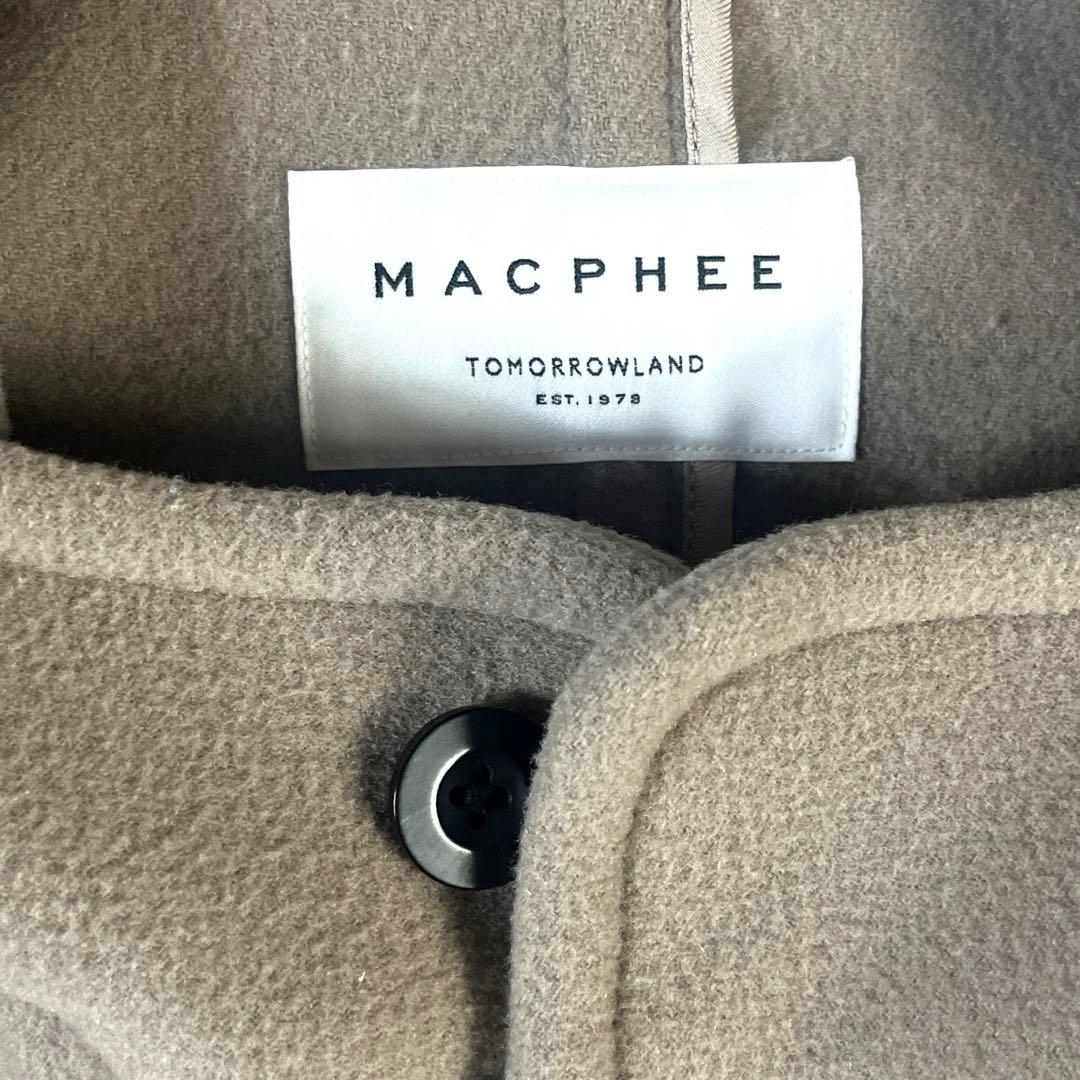 MACPHEE
TOMORROWLAND
EST. 1978